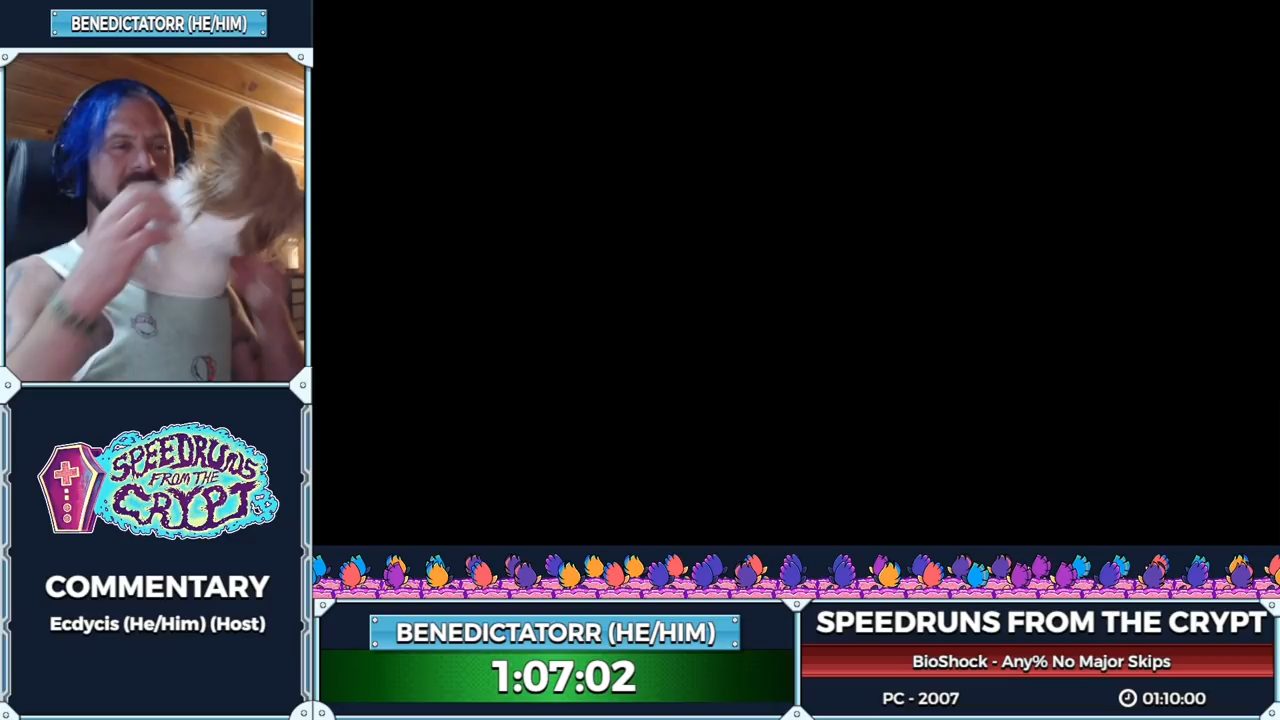 BENEDICTATORR (HE/HIM)
SPEEDRUNS
FROM THE
CRYPT
COMMENTARY
Ecdycis (He/Him) (Host)
BENEDICTATORR (HE/HIM)
1:07:02
SPEEDRUNS FROM THE CRYPT
BioShock - Any% No Major Skips
PC - 2007
01:10:00